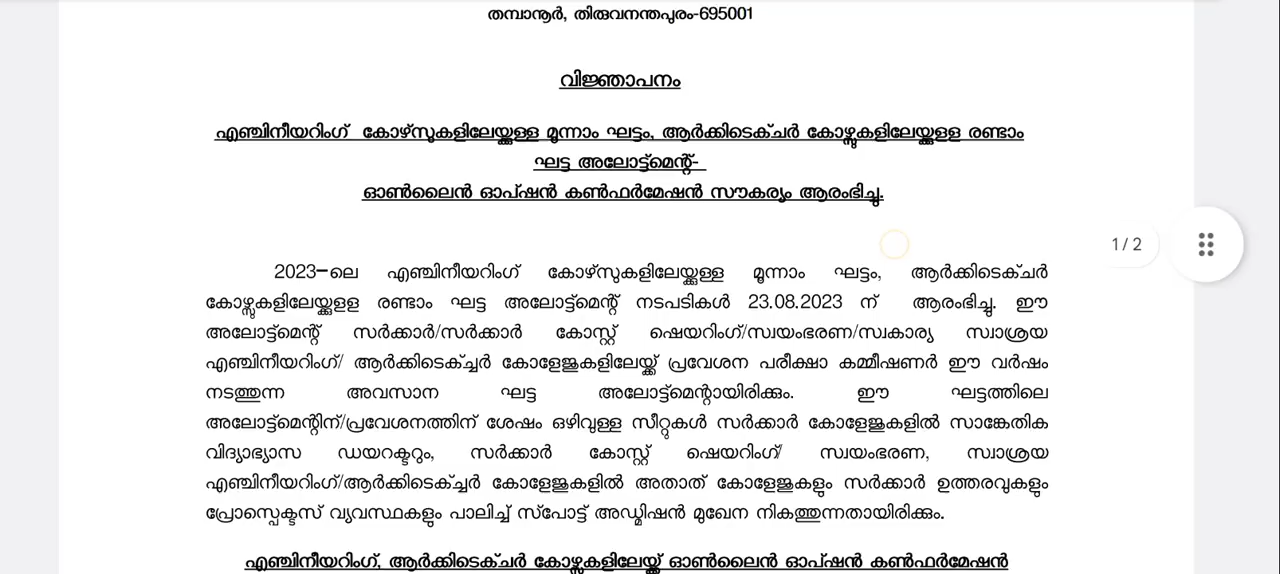 തമ്പാനൂർ, തിരുവനന്തപുരം-695001
വിജ്ഞാപനം
എഞ്ചിനീയറിംഗ് കോഴ്സുകളിലേയ്ക്കുള്ള മൂന്നാം ഘട്ടം, ആർക്കിടെക്ചർ കോഴ്സുകളിലേയ്ക്കുളള രണ്ടാം
ഘട്ട അലോട്ട്മെന്റ്-
ഓൺലൈൻ ഓപ്ഷൻ കൺഫർമേഷൻ സൗകര്യം ആരംഭിച്ചു.
1 / 2
2023-ലെ എഞ്ചിനീയറിംഗ് കോഴ്സുകളിലേയ്ക്കുള്ള മൂന്നാം ഘട്ടം, ആർക്കിടെക്ചർ
കോഴ്സുകളിലേയ്ക്കുളള രണ്ടാം ഘട്ട അലോട്ട്മെന്റ് നടപടികൾ 23.08.2023 ന് ആരംഭിച്ചു. ഈ
അലോട്ട്മെന്റ് സർക്കാർ/സർക്കാർ കോസ്റ്റ് ഷെയറിംഗ്/സ്വയംഭരണ/സ്വകാര്യ സ്വാശ്രയ
എഞ്ചിനീയറിംഗ്/ ആർക്കിടെക്ച്ചർ കോളേജുകളിലേയ്ക്ക് പ്രവേശന പരീക്ഷാ കമ്മീഷണർ ഈ വർഷം
നടത്തുന്ന അവസാന ഘട്ട അലോട്ട്മെന്റായിരിക്കും. ഈ ഘട്ടത്തിലെ
അലോട്ട്മെന്റിന്/പ്രവേശനത്തിന് ശേഷം ഒഴിവുള്ള സീറ്റുകൾ സർക്കാർ കോളേജുകളിൽ സാങ്കേതിക
വിദ്യാഭ്യാസ ഡയറക്ടറും, സർക്കാർ കോസ്റ്റ് ഷെയറിംഗ്/ സ്വയംഭരണ, സ്വാശ്രയ
എഞ്ചിനീയറിംഗ്/ആർക്കിടെക്ച്ചർ കോളേജുകളിൽ അതാത് കോളേജുകളും സർക്കാർ ഉത്തരവുകളും
പ്രോസ്പെക്ടസ് വ്യവസ്ഥകളും പാലിച്ച് സ്പോട്ട് അഡ്മിഷൻ മുഖേന നികത്തുന്നതായിരിക്കും.
എഞ്ചിനീയറിംഗ്, ആർക്കിടെക്ചർ കോഴ്സുകളിലേയ്ക്ക് ഓൺലൈൻ ഓപ്ഷൻ കൺഫർമേഷൻ